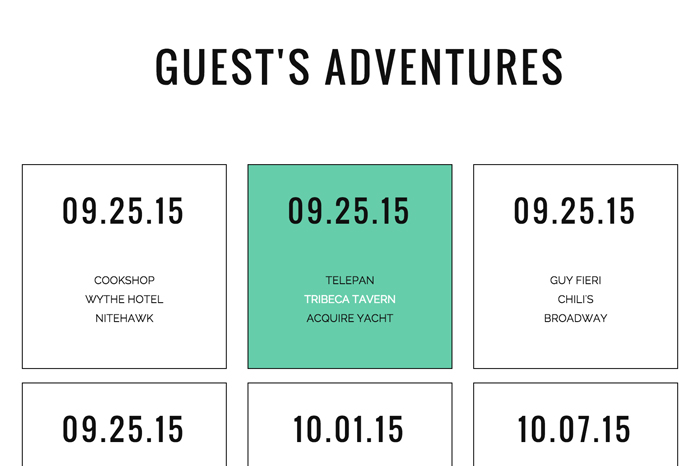 GUEST'S ADVENTURES
09.25.15
COOKSHOP
WYTHE HOTEL
NITEHAWK
09.25.15
TELEPAN
TRIBECA TAVERN
ACQUIRE YACHT
09.25.15
GUY FIERI
CHILI'S
BROADWAY
09.25.15
10.01.15
10.07.15